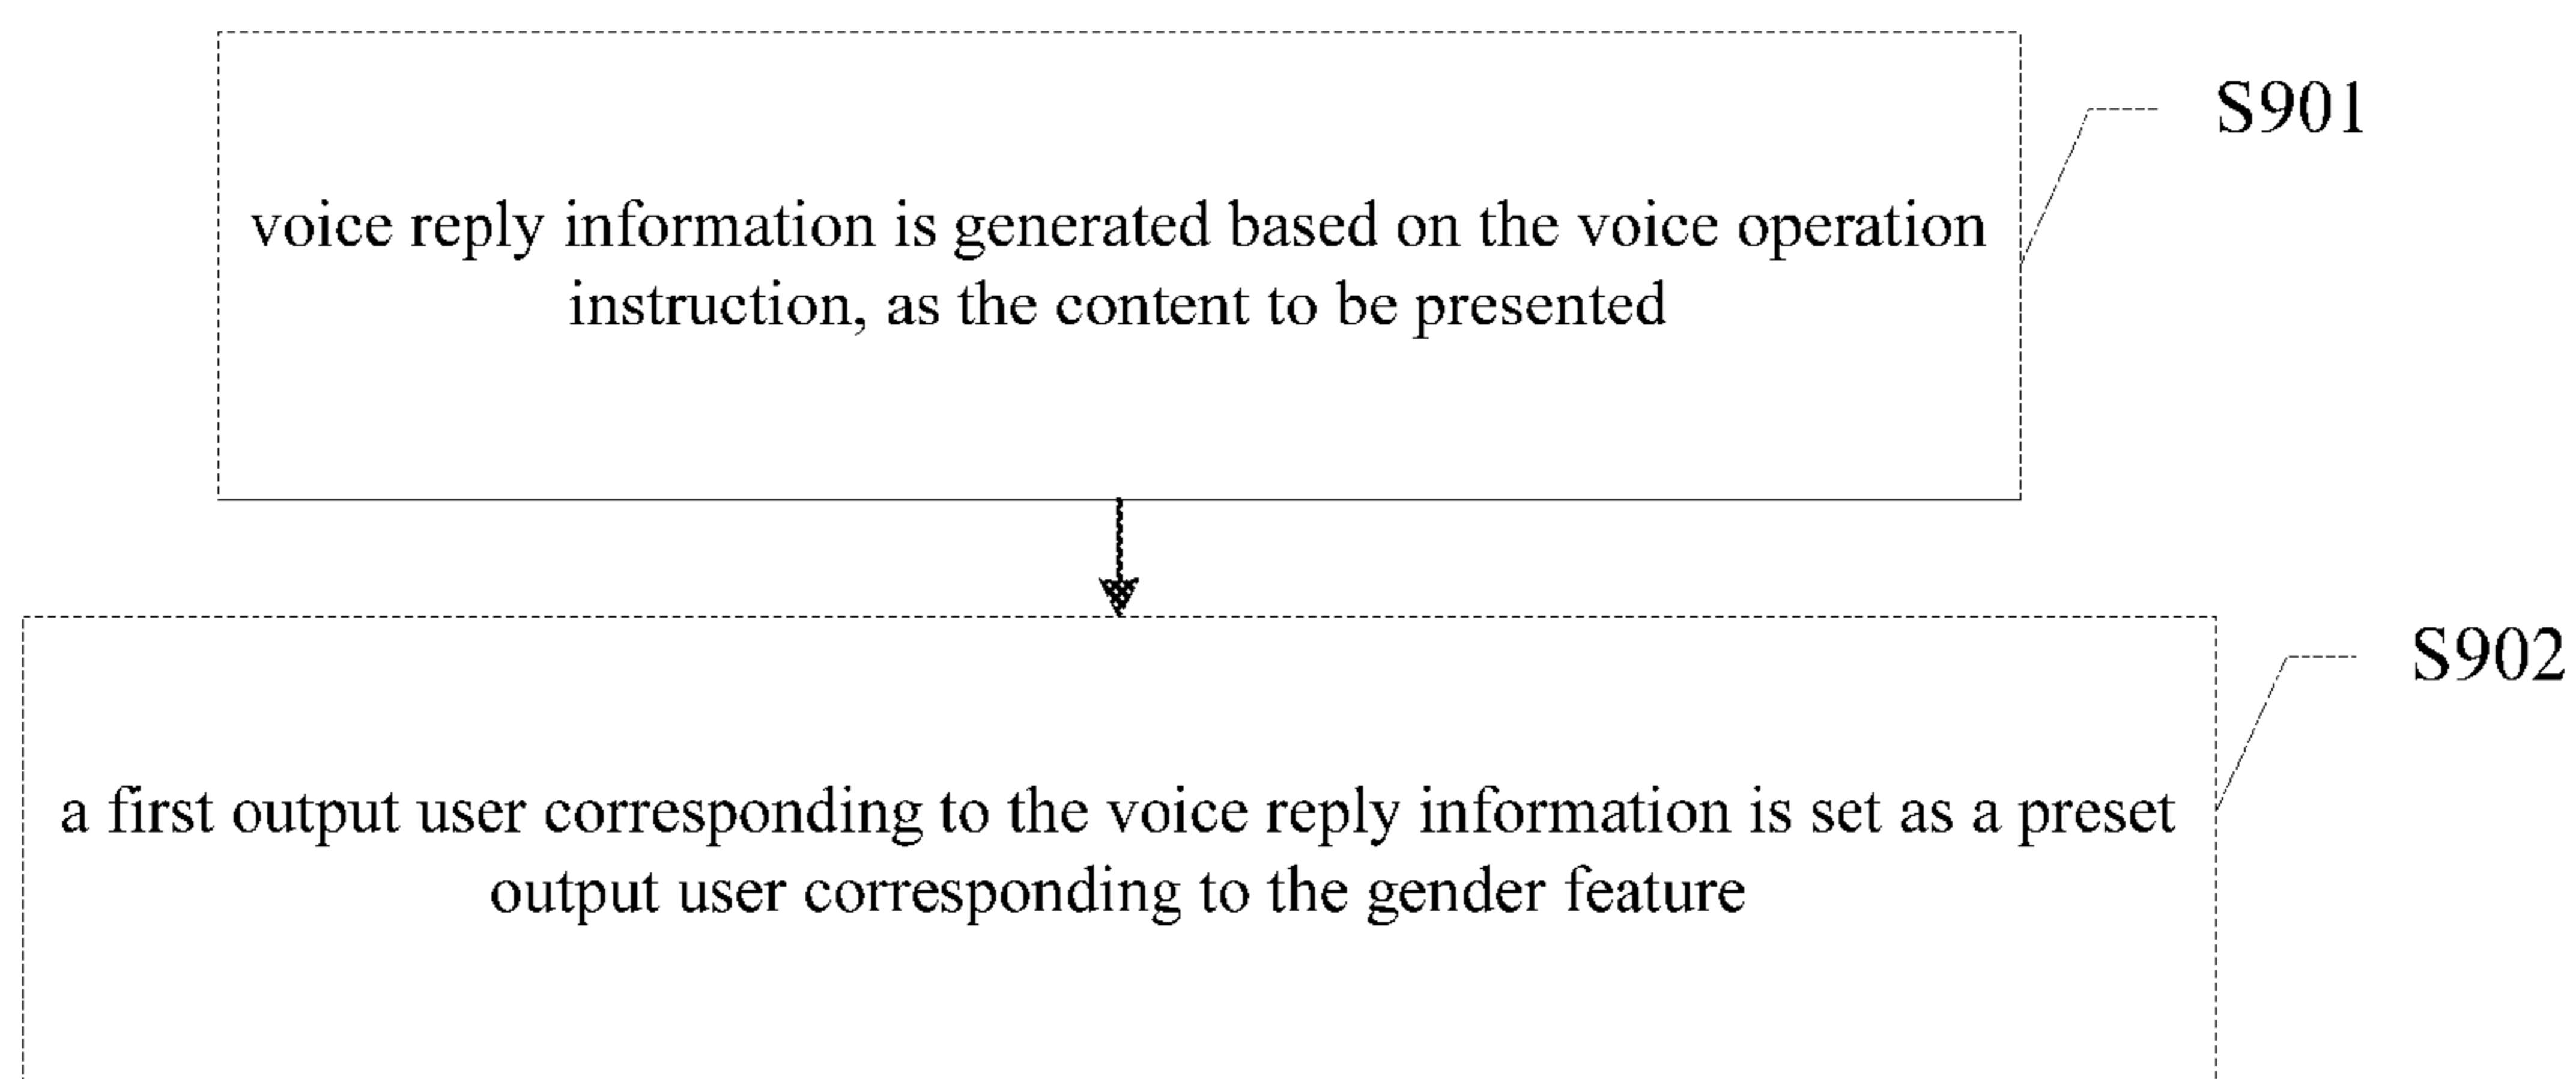 S901
voice reply information is generated based on the voice operation
instruction, as the content to be presented
S902
a first output user corresponding to the voice reply information is set as a preset
output user corresponding to the gender feature